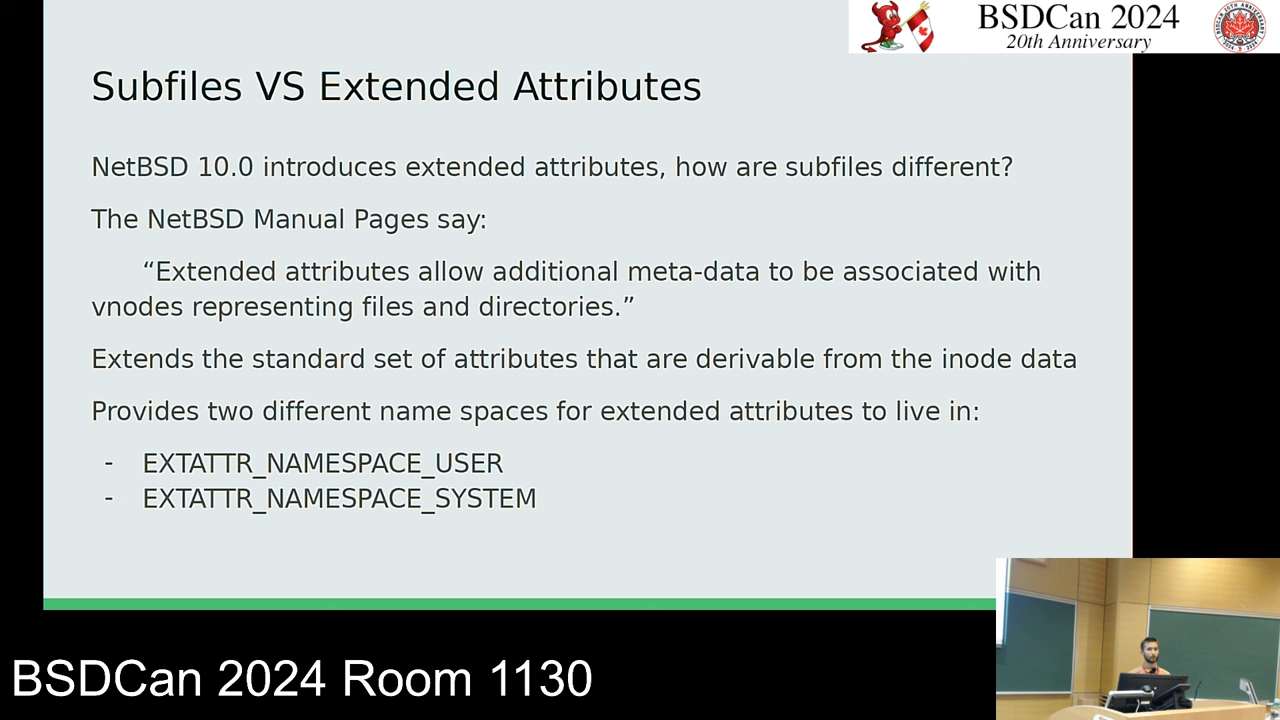 BSDCan 2024
20th Anniversary
Subfiles VS Extended Attributes
NetBSD 10.0 introduces extended attributes, how are subfiles different?
The NetBSD Manual Pages say:
“Extended attributes allow additional meta-data to be associated with
vnodes representing files and directories.”
Extends the standard set of attributes that are derivable from the inode data
Provides two different name spaces for extended attributes to live in:
- EXTATTR_NAMESPACE_USER
- EXTATTR_NAMESPACE_SYSTEM
BSDCan 2024 Room 1130